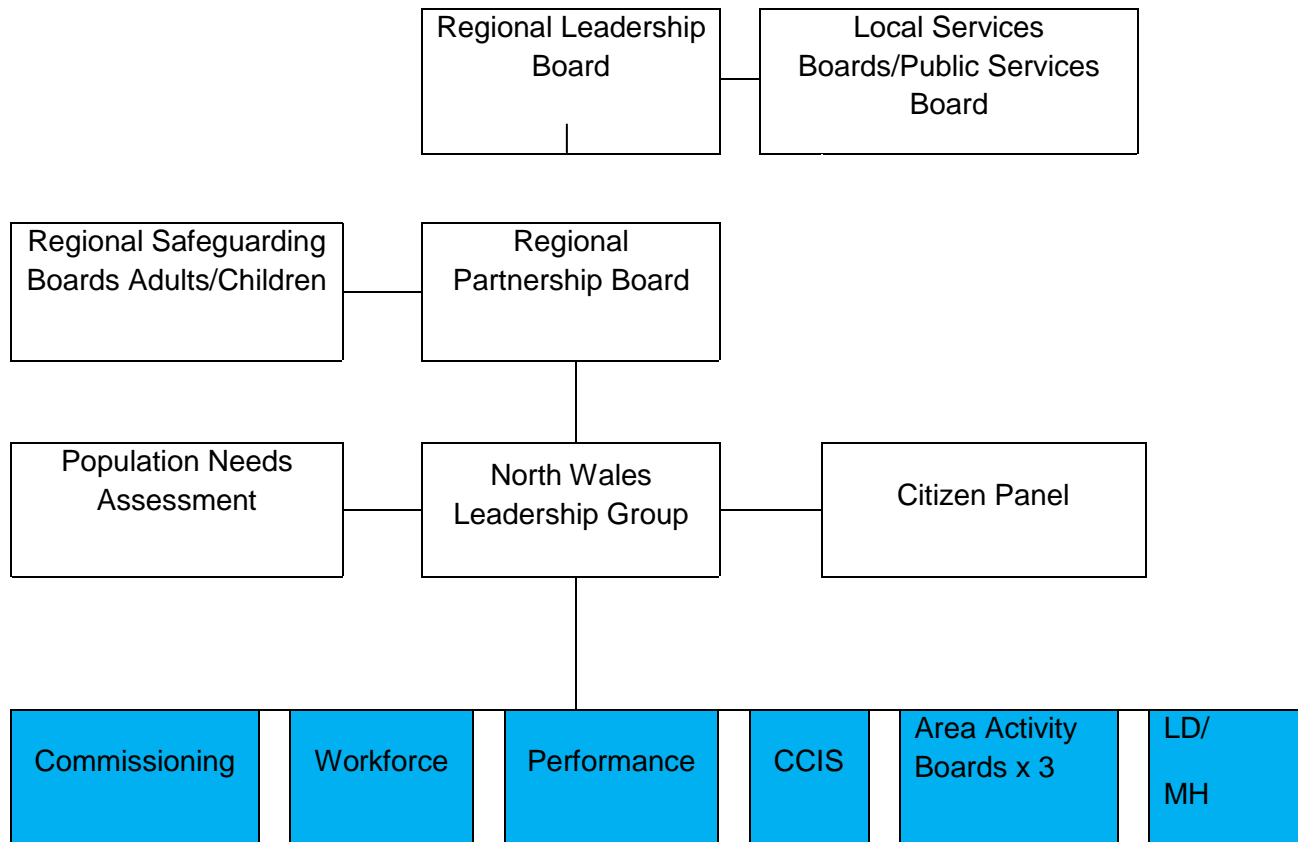 Regional Leadership
Board
Local Services
Boards/Public Services
Board
Regional Safeguarding
Boards Adults/Children
Regional
Partnership Board
Population Needs
Assessment
North Wales
Leadership Group
Citizen Panel
Commissioning
Workforce
Performance
CCIS
Area Activity
Boards x 3
LD/
MH